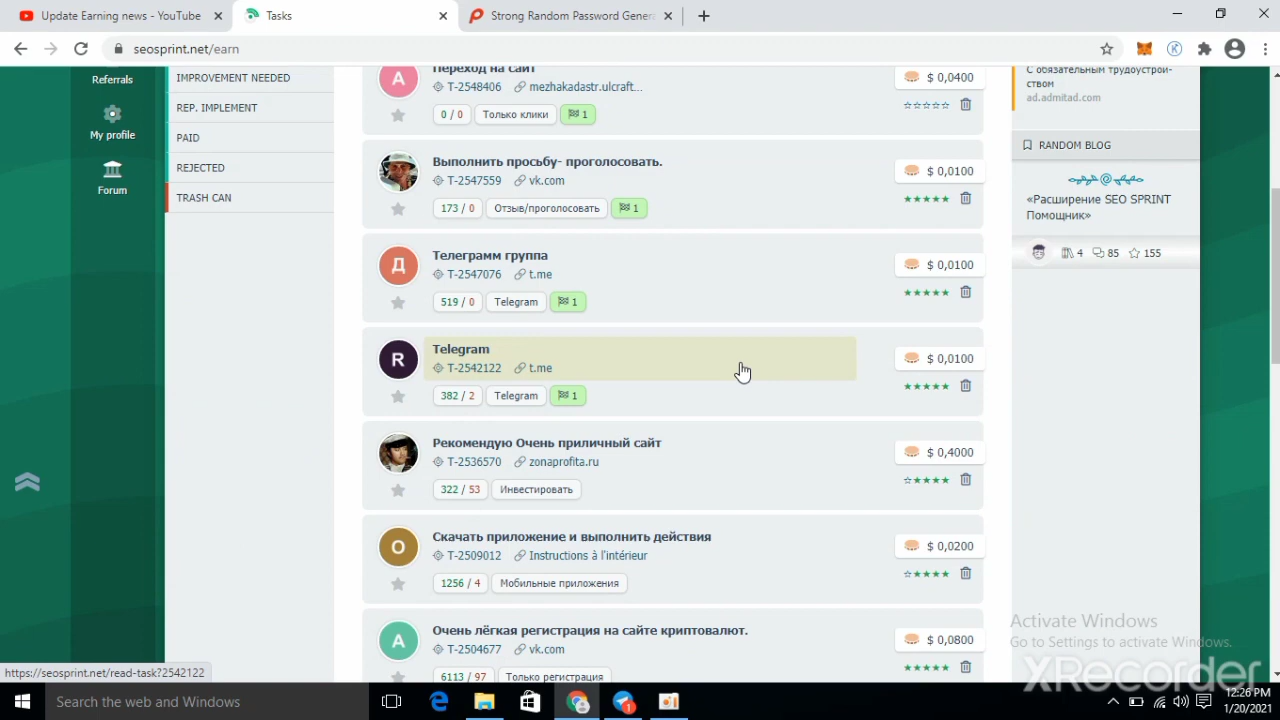 Update Earning news - YouTube
Tasks
Strong Random Password Genera
seosprint.net/earn
Referrals
My profile
Forum
IMPROVEMENT NEEDED
REP. IMPLEMENT
PAID
REJECTED
TRASH CAN
A
Переход на сайт
T-2548406 mezhakadastr.ulcraft...
0 / 0 Только клики 1
$ 0,0400
Выполнить просьбу- проголосовать.
T-2547559 vk.com
173 / 0 Отзыв/проголосовать 1
$ 0,0100
Д
Телеграмм группа
T-2547076 t.me
519 / 0 Telegram 1
$ 0,0100
R
Telegram
T-2542122 t.me
382 / 2 Telegram 1
$ 0,0100
Рекомендую Очень приличный сайт
T-2536570 zonaprofita.ru
322 / 53 Инвестировать
$ 0,4000
O
Скачать приложение и выполнить действия
T-2509012 Instructions à l'intérieur
1256 / 4 Мобильные приложения
$ 0,0200
A
Очень лёгкая регистрация на сайте криптовалют.
T-2504677 vk.com
6113 / 97 Только регистрация
$ 0,0800
С обязательным трудоустрой-
ством
ad.admitad.com
RANDOM BLOG
@
«Расширение SEO SPRINT
Помощник»
4 85 155
Activate Windows
Go to Settings to activate Windows.
XRecorder
https://seosprint.net/read-task?2542122
Search the web and Windows
1
12:26 PM
1/20/2021